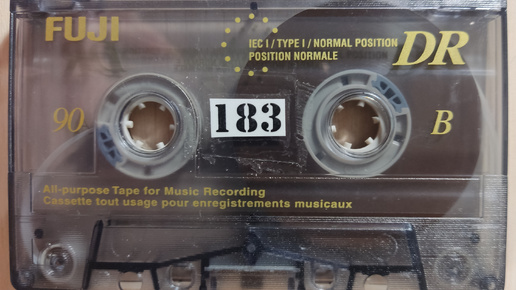 FUJI
IEC I / TYPE I / NORMAL POSITION
POSITION NORMALE
DR
90
183
B
All-purpose Tape for Music Recording
Cassette tout usage pour enregistrements musicaux